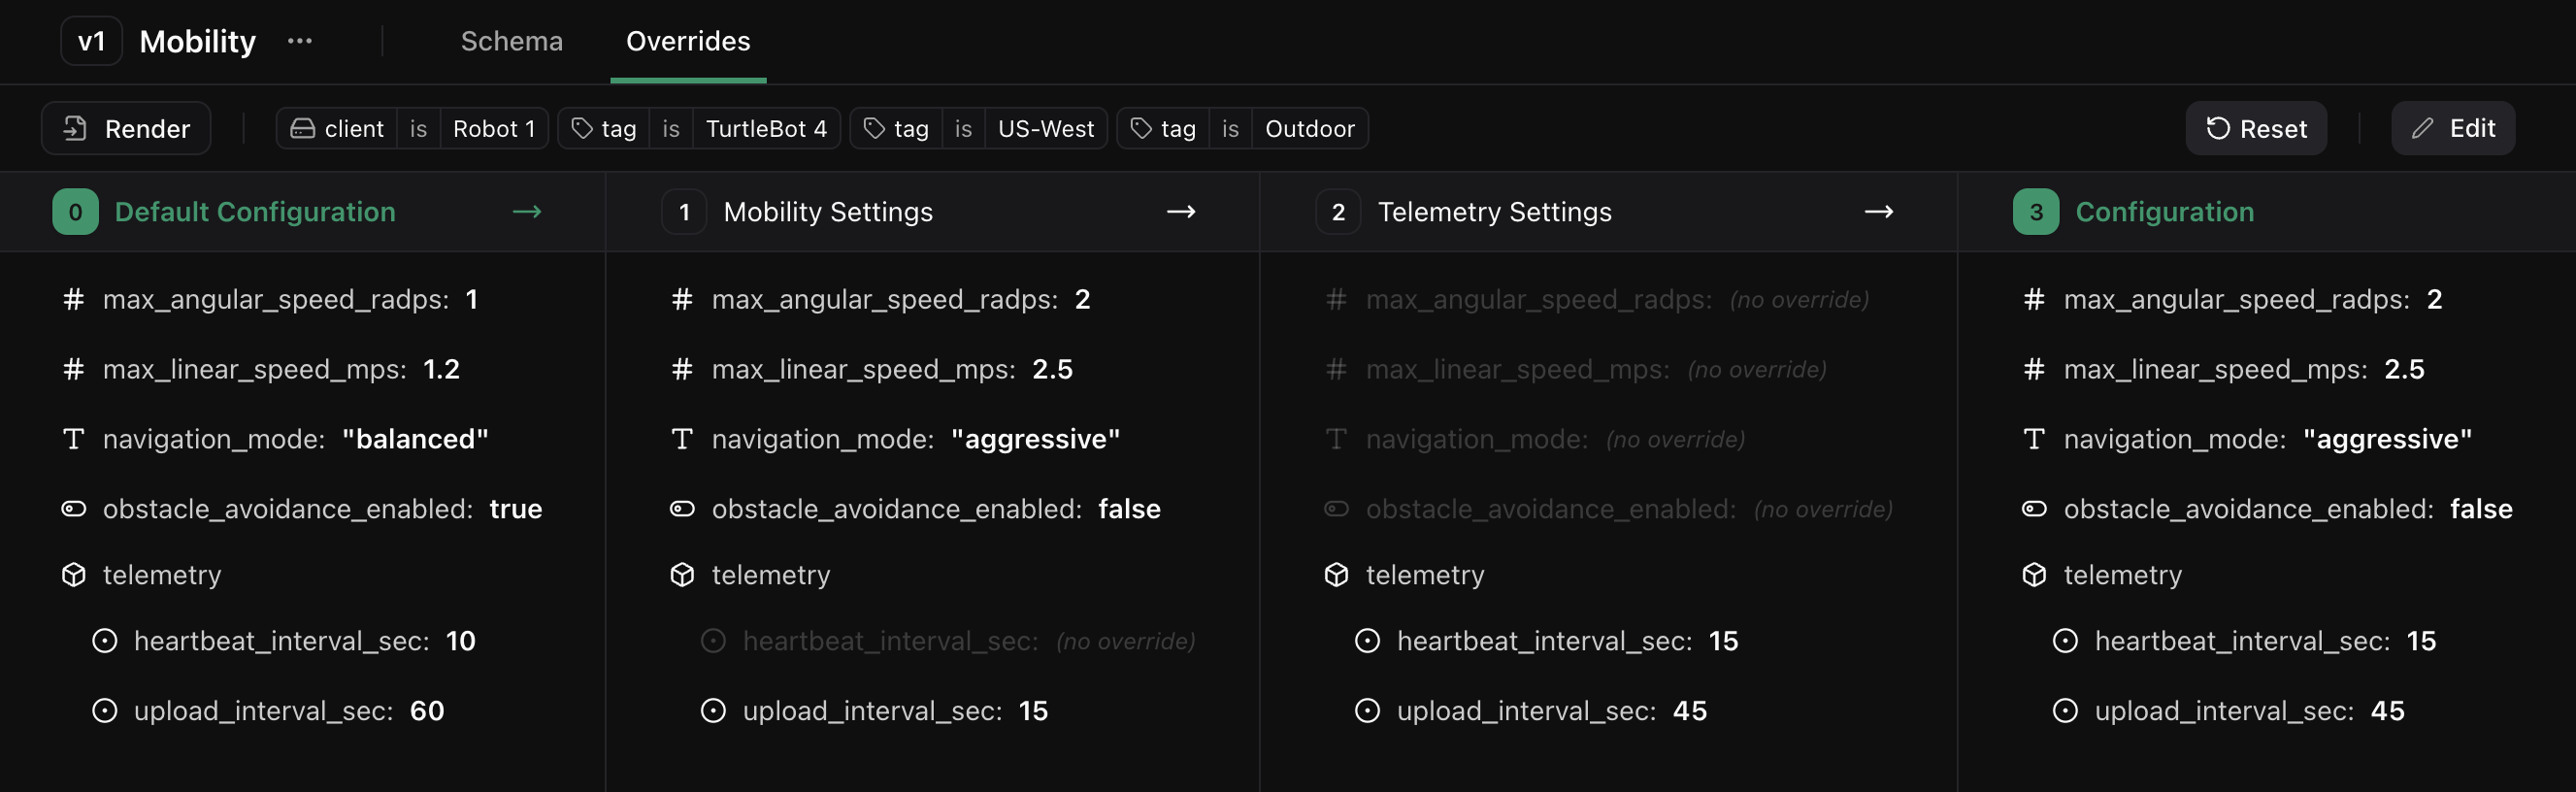 v1 Mobility ... Schema Overrides
Render client is Robot 1 tag is TurtleBot 4 tag is US-West tag is Outdoor Reset Edit
0 Default Configuration →
max_angular_speed_radps: 1
max_linear_speed_mps: 1.2
navigation_mode: "balanced"
obstacle_avoidance_enabled: true
telemetry
heartbeat_interval_sec: 10
upload_interval_sec: 60
1 Mobility Settings →
max_angular_speed_radps: 2
max_linear_speed_mps: 2.5
navigation_mode: "aggressive"
obstacle_avoidance_enabled: false
telemetry
heartbeat_interval_sec: (no override)
upload_interval_sec: 15
2 Telemetry Settings →
max_angular_speed_radps: (no override)
max_linear_speed_mps: (no override)
navigation_mode: (no override)
obstacle_avoidance_enabled: (no override)
telemetry
heartbeat_interval_sec: 15
upload_interval_sec: 45
3 Configuration
max_angular_speed_radps: 2
max_linear_speed_mps: 2.5
navigation_mode: "aggressive"
obstacle_avoidance_enabled: false
telemetry
heartbeat_interval_sec: 15
upload_interval_sec: 45